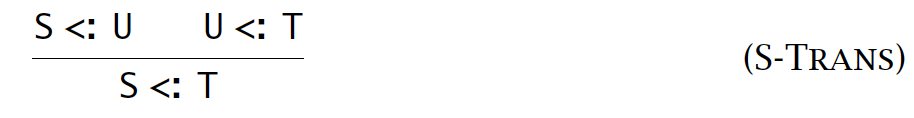 S <: U U <: T
S <: T
(S-TRANS)